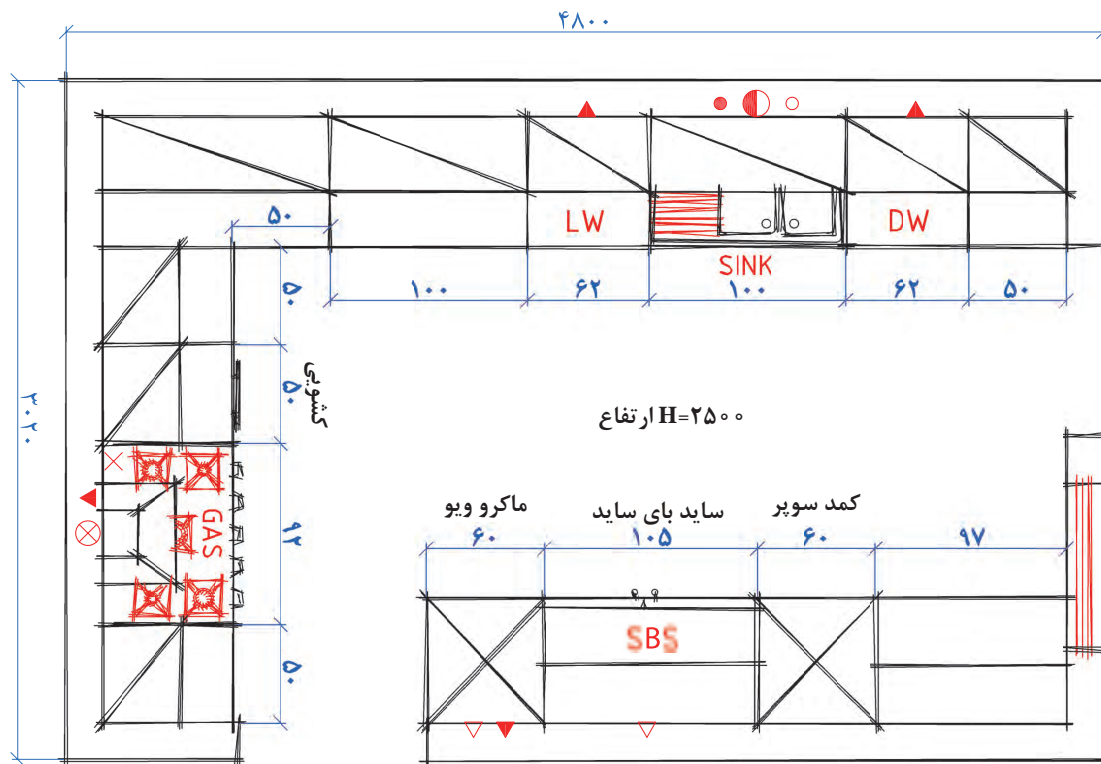 ۴۸۰۰
۳۰۲۰
۵۰
LW
DW
SINK
۱۰۰
۶۲
۱۰۰
۶۲
۵۰
۵۰
۵۰
کشویی
H=۲۵۰۰ ارتفاع
GAS
۹۲
۵۰
ماکرو ویو
ساید بای ساید
کمد سوپر
۶۰
۱۰۵
۶۰
۹۷
SBS